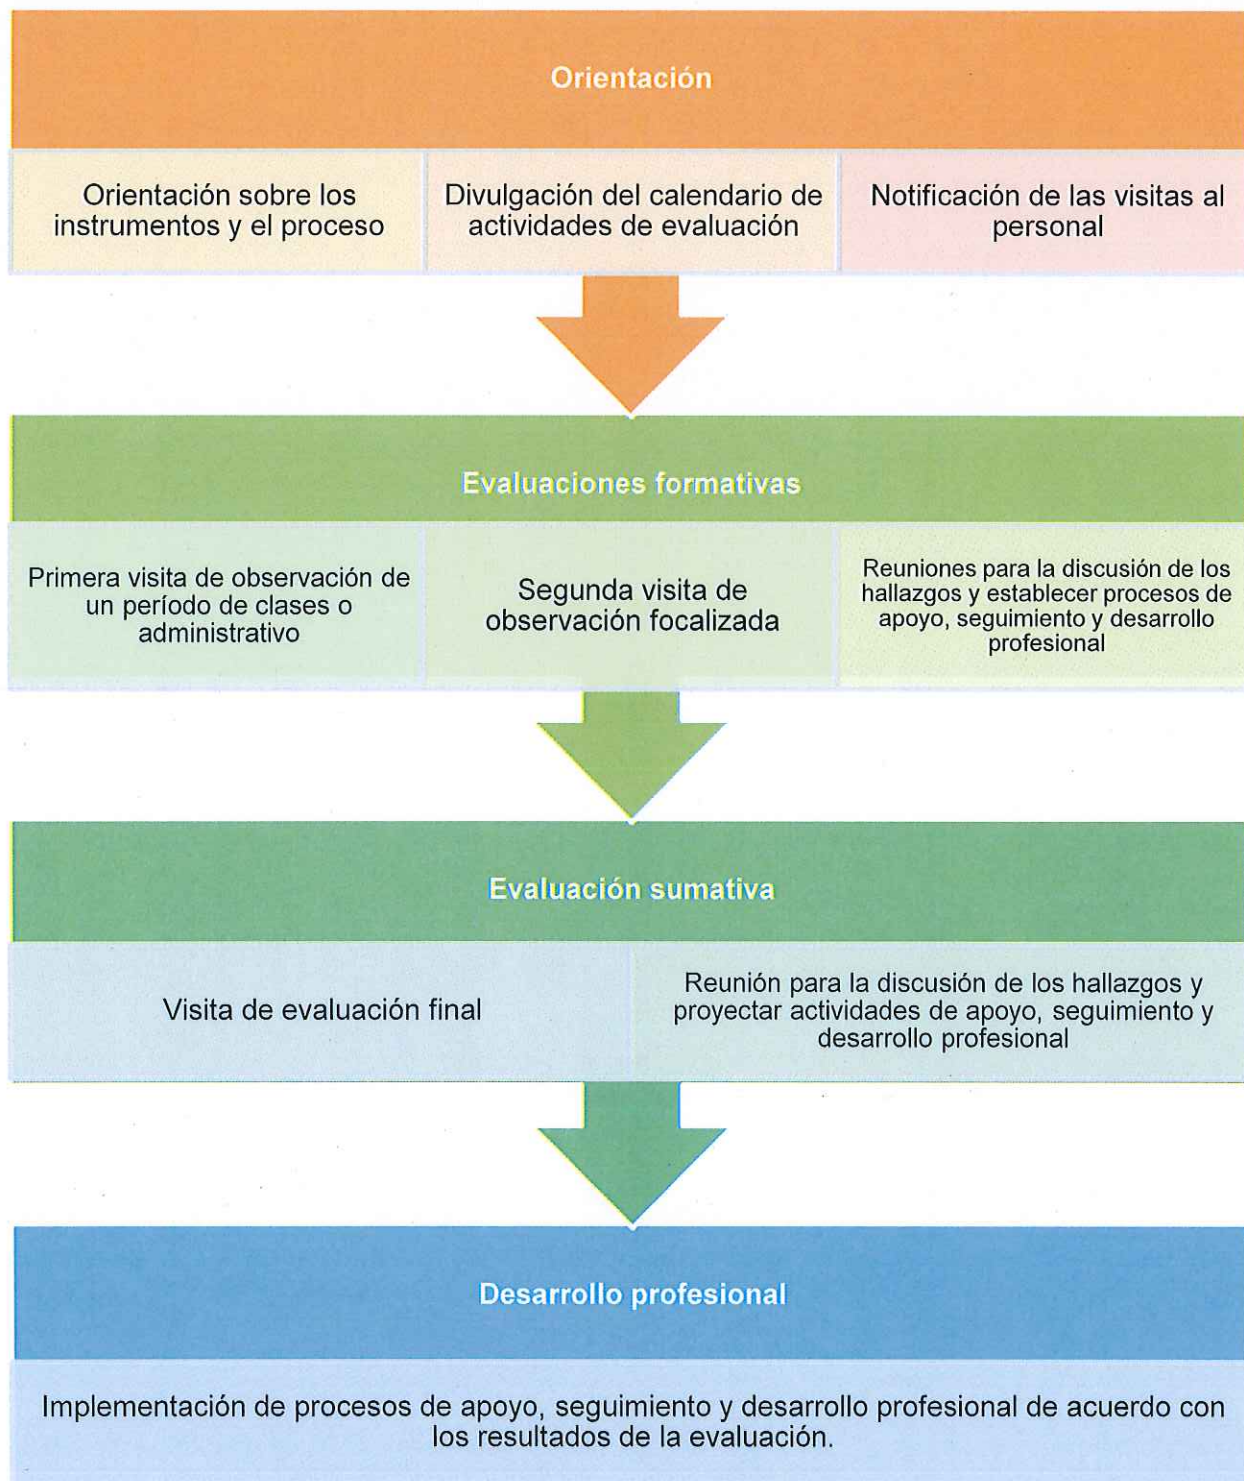 Orientación
Orientación sobre los
instrumentos y el proceso
Divulgación del calendario de
actividades de evaluación
Notificación de las visitas al
personal
Evaluaciones formativas
Primera visita de observación de
un período de clases o
administrativo
Segunda visita de
observación focalizada
Reuniones para la discusión de los
hallazgos y establecer procesos de
apoyo, seguimiento y desarrollo
profesional
Evaluación sumativa
Visita de evaluación final
Reunión para la discusión de los hallazgos y
proyectar actividades de apoyo, seguimiento y
desarrollo profesional
Desarrollo profesional
Implementación de procesos de apoyo, seguimiento y desarrollo profesional de acuerdo con
los resultados de la evaluación.